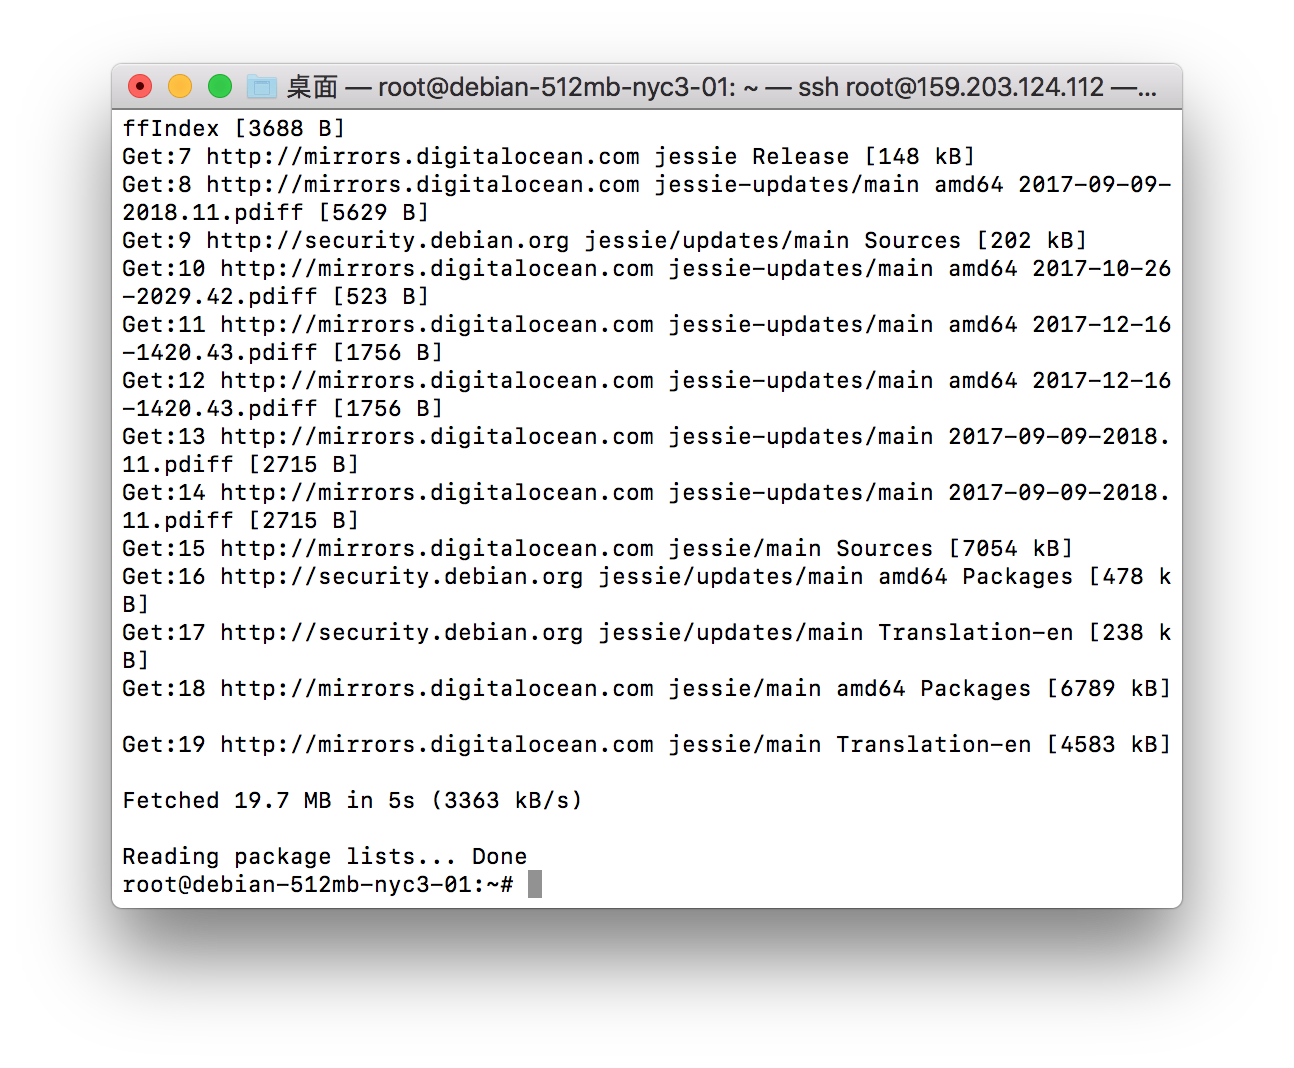 桌面 — root@debian-512mb-nyc3-01: ~ — ssh root@159.203.124.112 —...
ffIndex [3688 B]
Get:7 http://mirrors.digitalocean.com jessie Release [148 kB]
Get:8 http://mirrors.digitalocean.com jessie-updates/main amd64 2017-09-09-
2018.11.pdiff [5629 B]
Get:9 http://security.debian.org jessie/updates/main Sources [202 kB]
Get:10 http://mirrors.digitalocean.com jessie-updates/main amd64 2017-10-26
-2029.42.pdiff [523 B]
Get:11 http://mirrors.digitalocean.com jessie-updates/main amd64 2017-12-16
-1420.43.pdiff [1756 B]
Get:12 http://mirrors.digitalocean.com jessie-updates/main amd64 2017-12-16
-1420.43.pdiff [1756 B]
Get:13 http://mirrors.digitalocean.com jessie-updates/main 2017-09-09-2018.
11.pdiff [2715 B]
Get:14 http://mirrors.digitalocean.com jessie-updates/main 2017-09-09-2018.
11.pdiff [2715 B]
Get:15 http://mirrors.digitalocean.com jessie/main Sources [7054 kB]
Get:16 http://security.debian.org jessie/updates/main amd64 Packages [478 k
B]
Get:17 http://security.debian.org jessie/updates/main Translation-en [238 k
B]
Get:18 http://mirrors.digitalocean.com jessie/main amd64 Packages [6789 kB]
Get:19 http://mirrors.digitalocean.com jessie/main Translation-en [4583 kB]
Fetched 19.7 MB in 5s (3363 kB/s)
Reading package lists... Done
root@debian-512mb-nyc3-01:~#